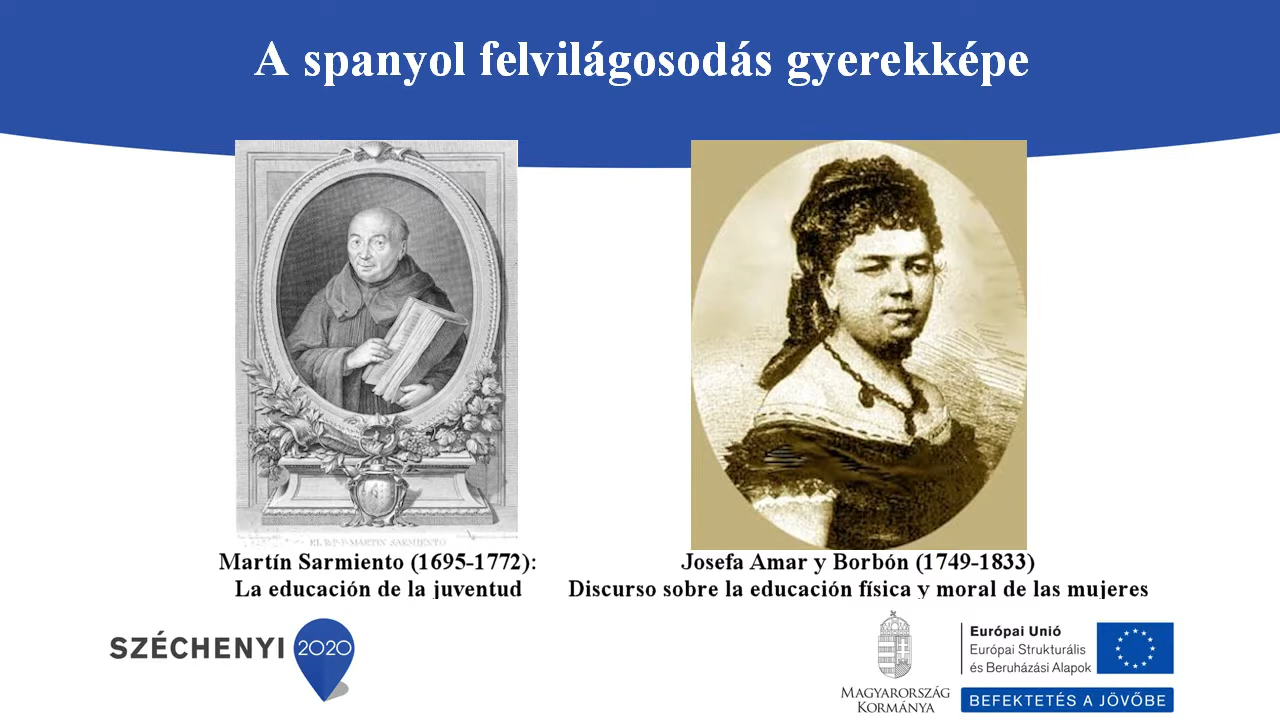 A spanyol felvilágosodás gyerekképe
EL R. P. F. MARTIN SARMIENTO
Martín Sarmiento (1695-1772):
La educación de la juventud
Josefa Amar y Borbón (1749-1833)
Discurso sobre la educación física y moral de las mujeres
SZÉCHENYI 2020
MAGYARORSZÁG
KORMÁNYA
Európai Unió
Európai Strukturális
és Beruházási Alapok
BEFEKTETÉS A JÖVŐBE